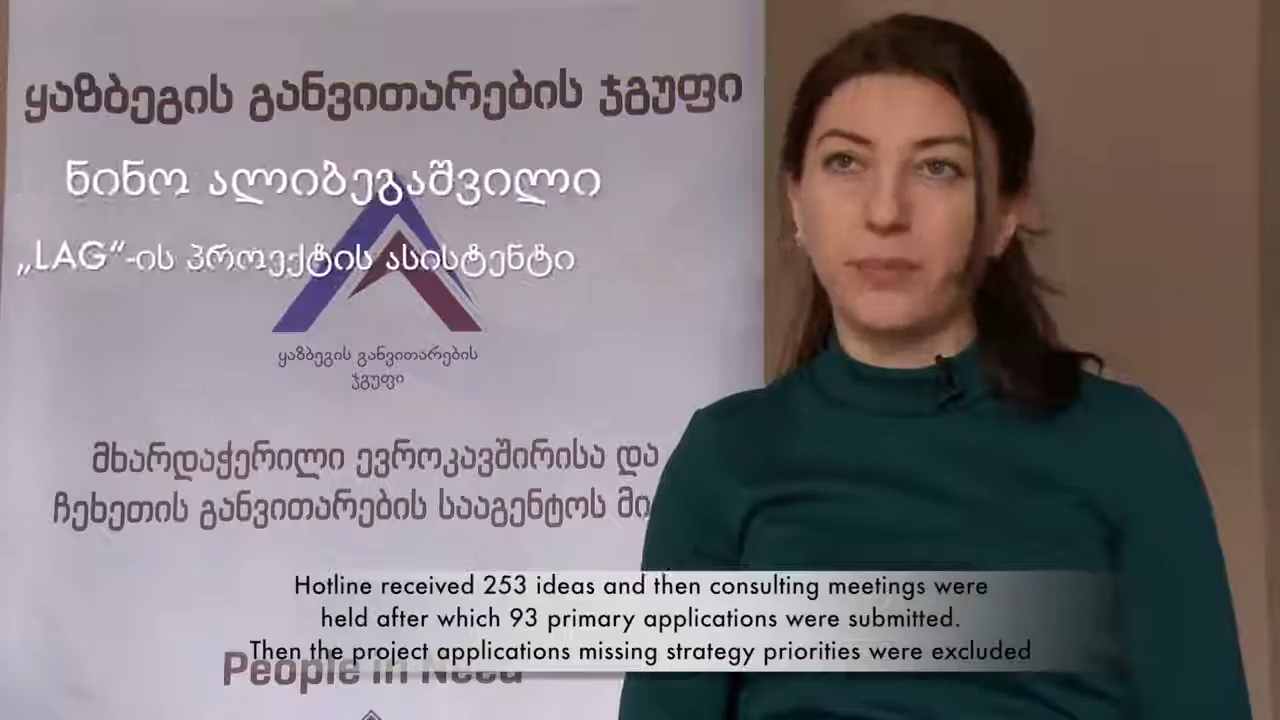 ყაზბეგის განვითარების ჯგუფი
ნინო ალიბეგაშვილი
„LAG“-ის პროექტის ასისტენტი
ყაზბეგის განვითარების
ჯგუფი
მხარდაჭერილი ევროკავშირისა და
ჩეხეთის განვითარების სააგენტოს მი
Hotline received 253 ideas and then consulting meetings were
held after which 93 primary applications were submitted.
Then the project applications missing strategy priorities were excluded
People in Need